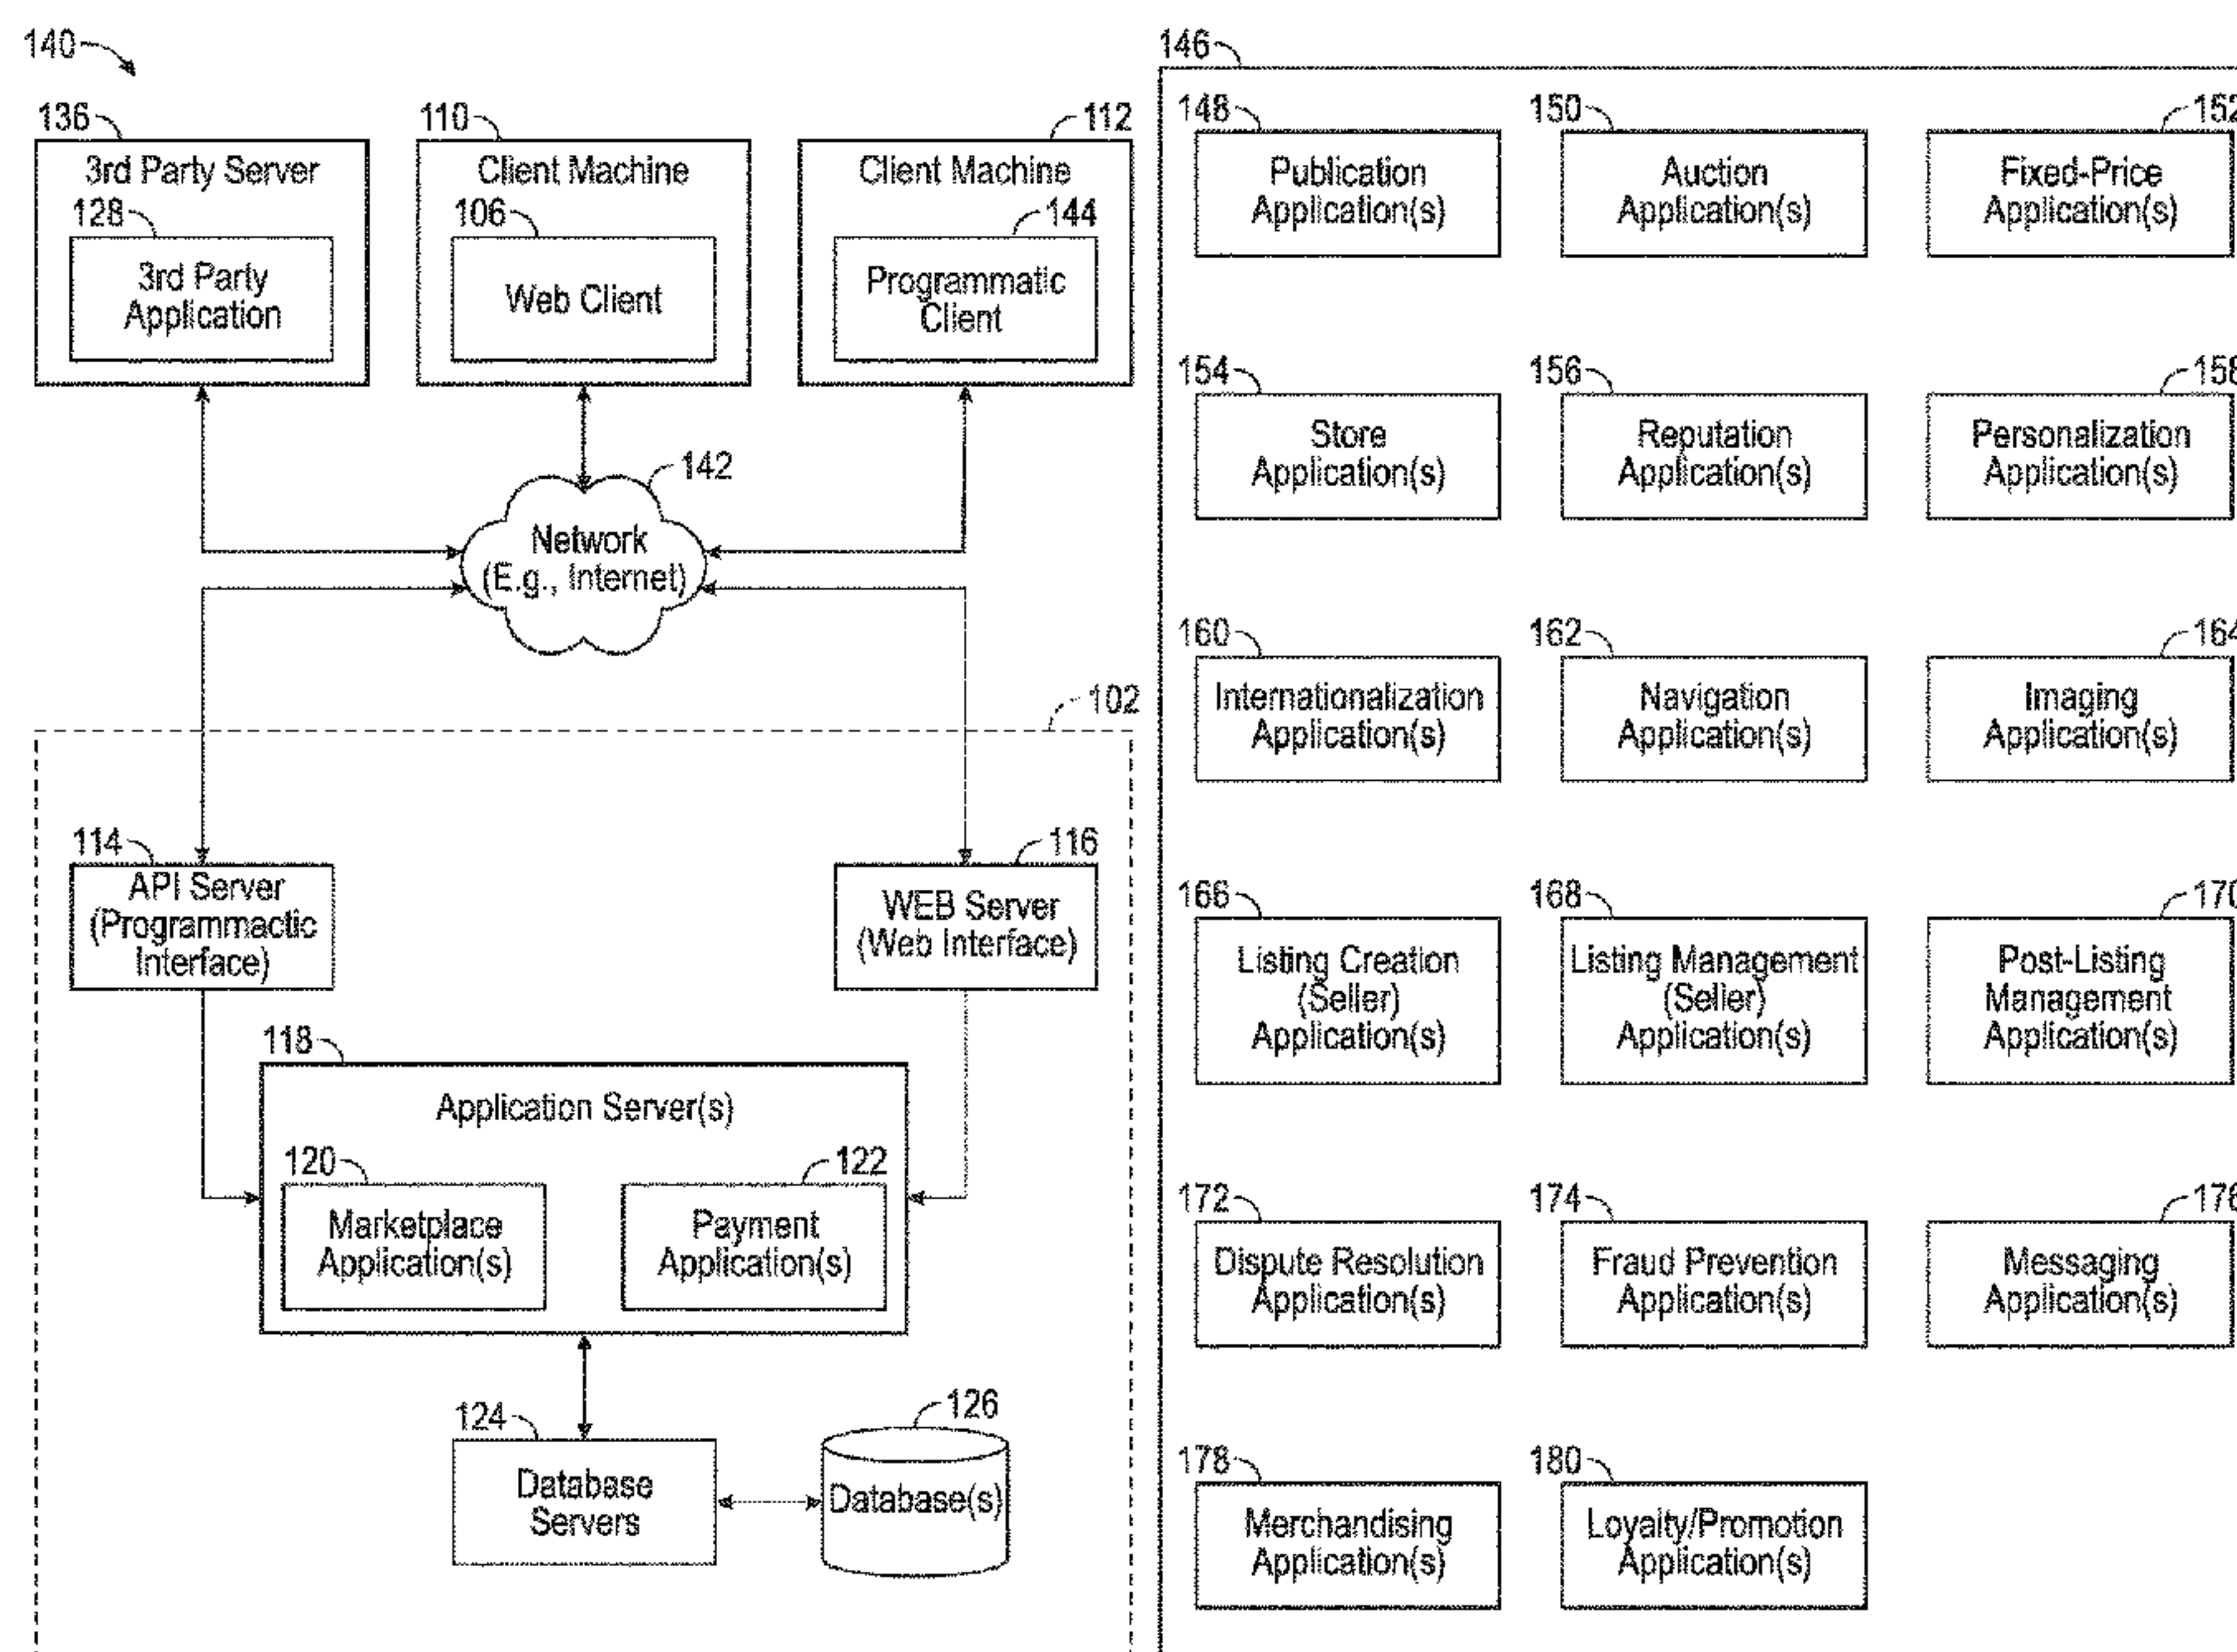 140
136
3rd Party Server
128
3rd Party
Application
110
Client Machine
106
Web Client
112
Client Machine
144
Programmatic
Client
142
Network
(E.g., Internet)
102
114
API Server
(Programmactic
Interface)
116
WEB Server
(Web Interface)
118
Application Server(s)
120
Marketplace
Application(s)
122
Payment
Application(s)
124
Database
Servers
126
Database(s)
146
148
Publication
Application(s)
150
Auction
Application(s)
152
Fixed-Price
Application(s)
154
Store
Application(s)
156
Reputation
Application(s)
158
Personalization
Application(s)
160
Internationalization
Application(s)
162
Navigation
Application(s)
164
Imaging
Application(s)
166
Listing Creation
(Seller)
Application(s)
168
Listing Management
(Seller)
Application(s)
170
Post-Listing
Management
Application(s)
172
Dispute Resolution
Application(s)
174
Fraud Prevention
Application(s)
176
Messaging
Application(s)
178
Merchandising
Application(s)
180
Loyalty/Promotion
Application(s)